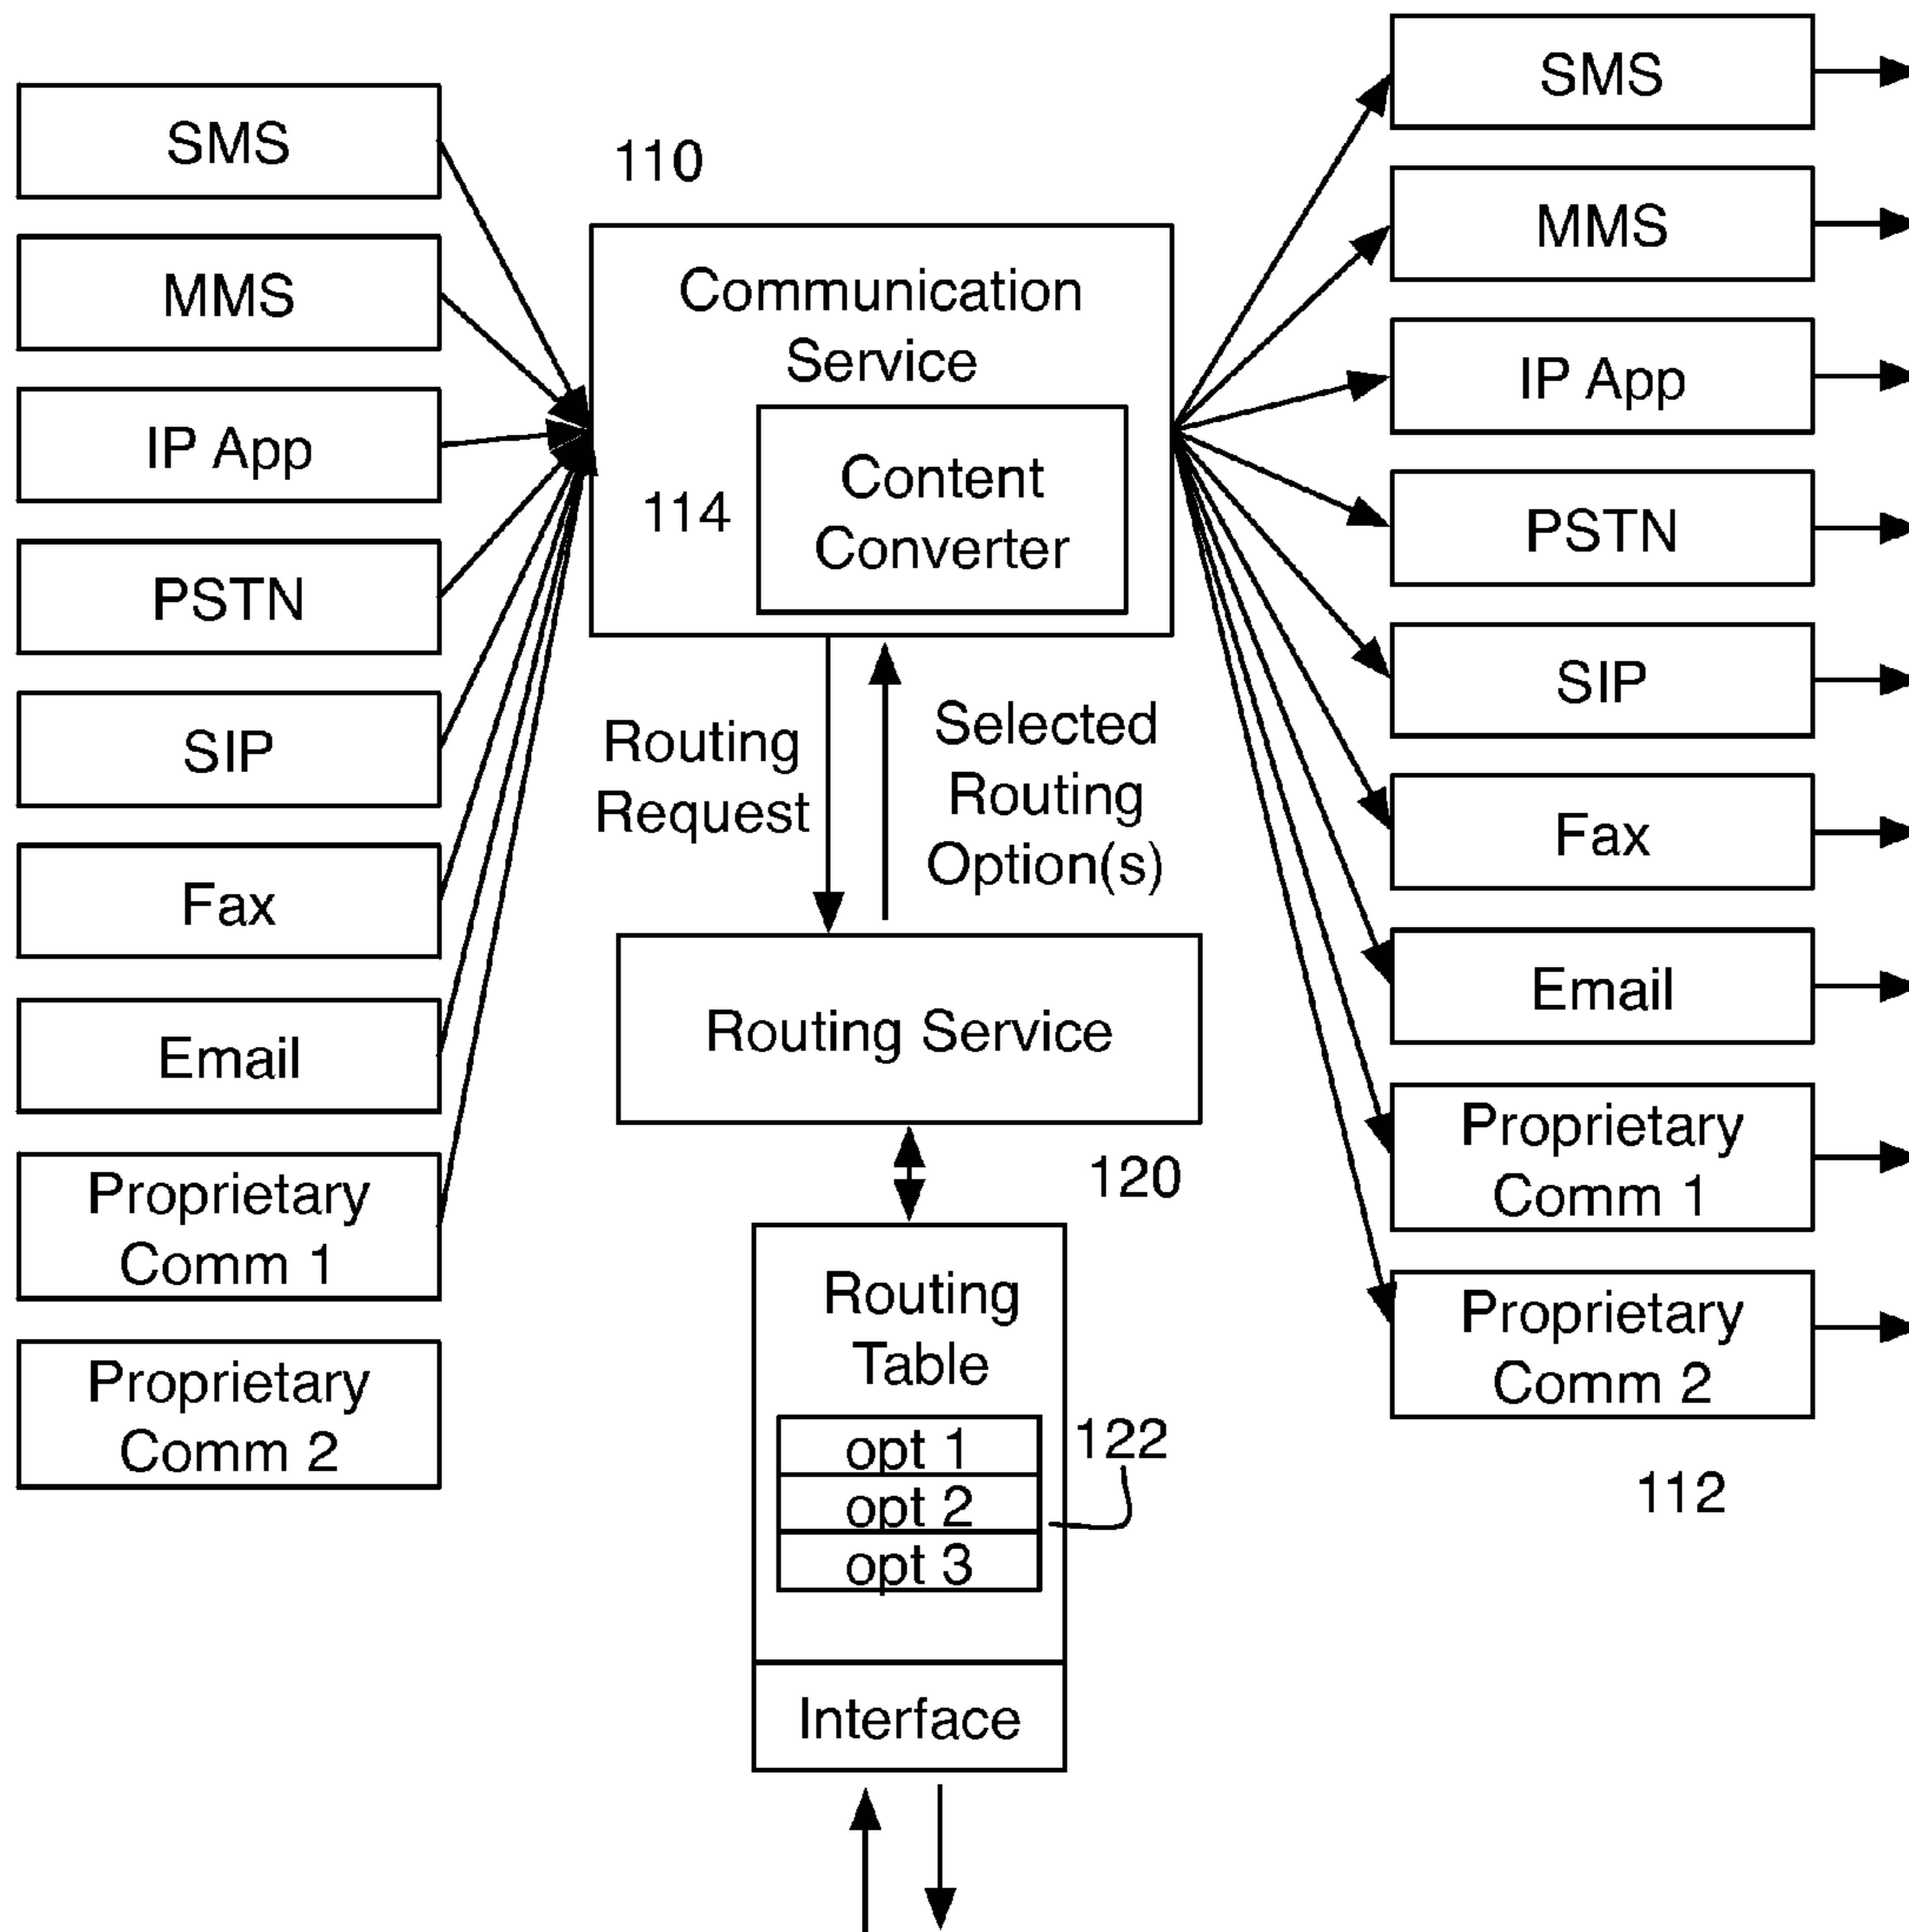 SMS
MMS
IP App
PSTN
SIP
Fax
Email
Proprietary
Comm 1
Proprietary
Comm 2
110
Communication
Service
114
Content
Converter
Routing
Request
Selected
Routing
Option(s)
Routing Service
120
Routing
Table
opt 1
opt 2
opt 3
122
Interface
SMS
MMS
IP App
PSTN
SIP
Fax
Email
Proprietary
Comm 1
Proprietary
Comm 2
112